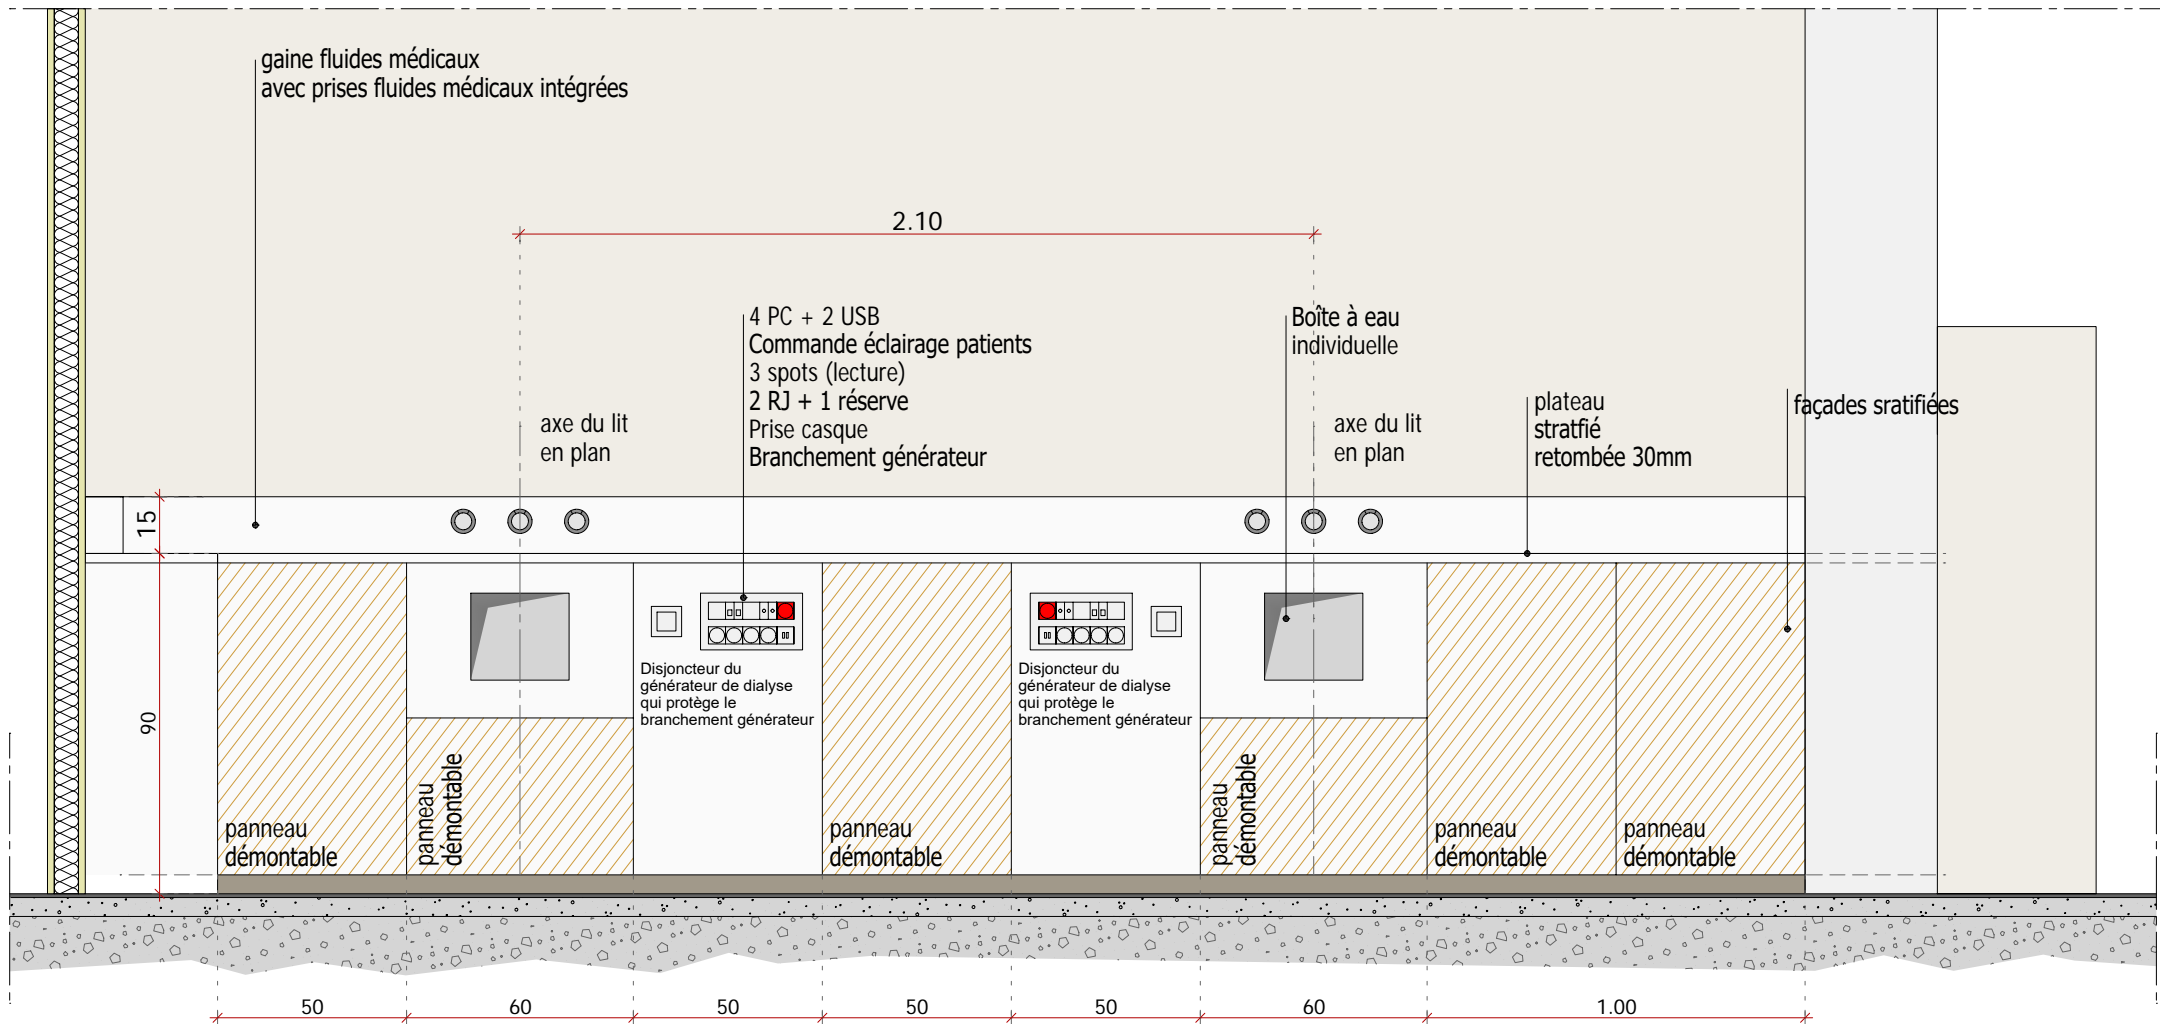 gaine fluides médicaux
avec prises fluides médicaux intégrées
2.10
4 PC + 2 USB
Commande éclairage patients
3 spots (lecture)
2 RJ + 1 réserve
Prise casque
Branchement générateur
Boîte à eau
individuelle
axe du lit
en plan
axe du lit
en plan
plateau
stratfié
retombée 30mm
façades sratifiées
15
90
Disjoncteur du
générateur de dialyse
qui protège le
branchement générateur
Disjoncteur du
générateur de dialyse
qui protège le
branchement générateur
panneau
démontable
panneau
démontable
panneau
démontable
panneau
démontable
panneau
démontable
panneau
démontable
50
60
50
50
50
60
1.00